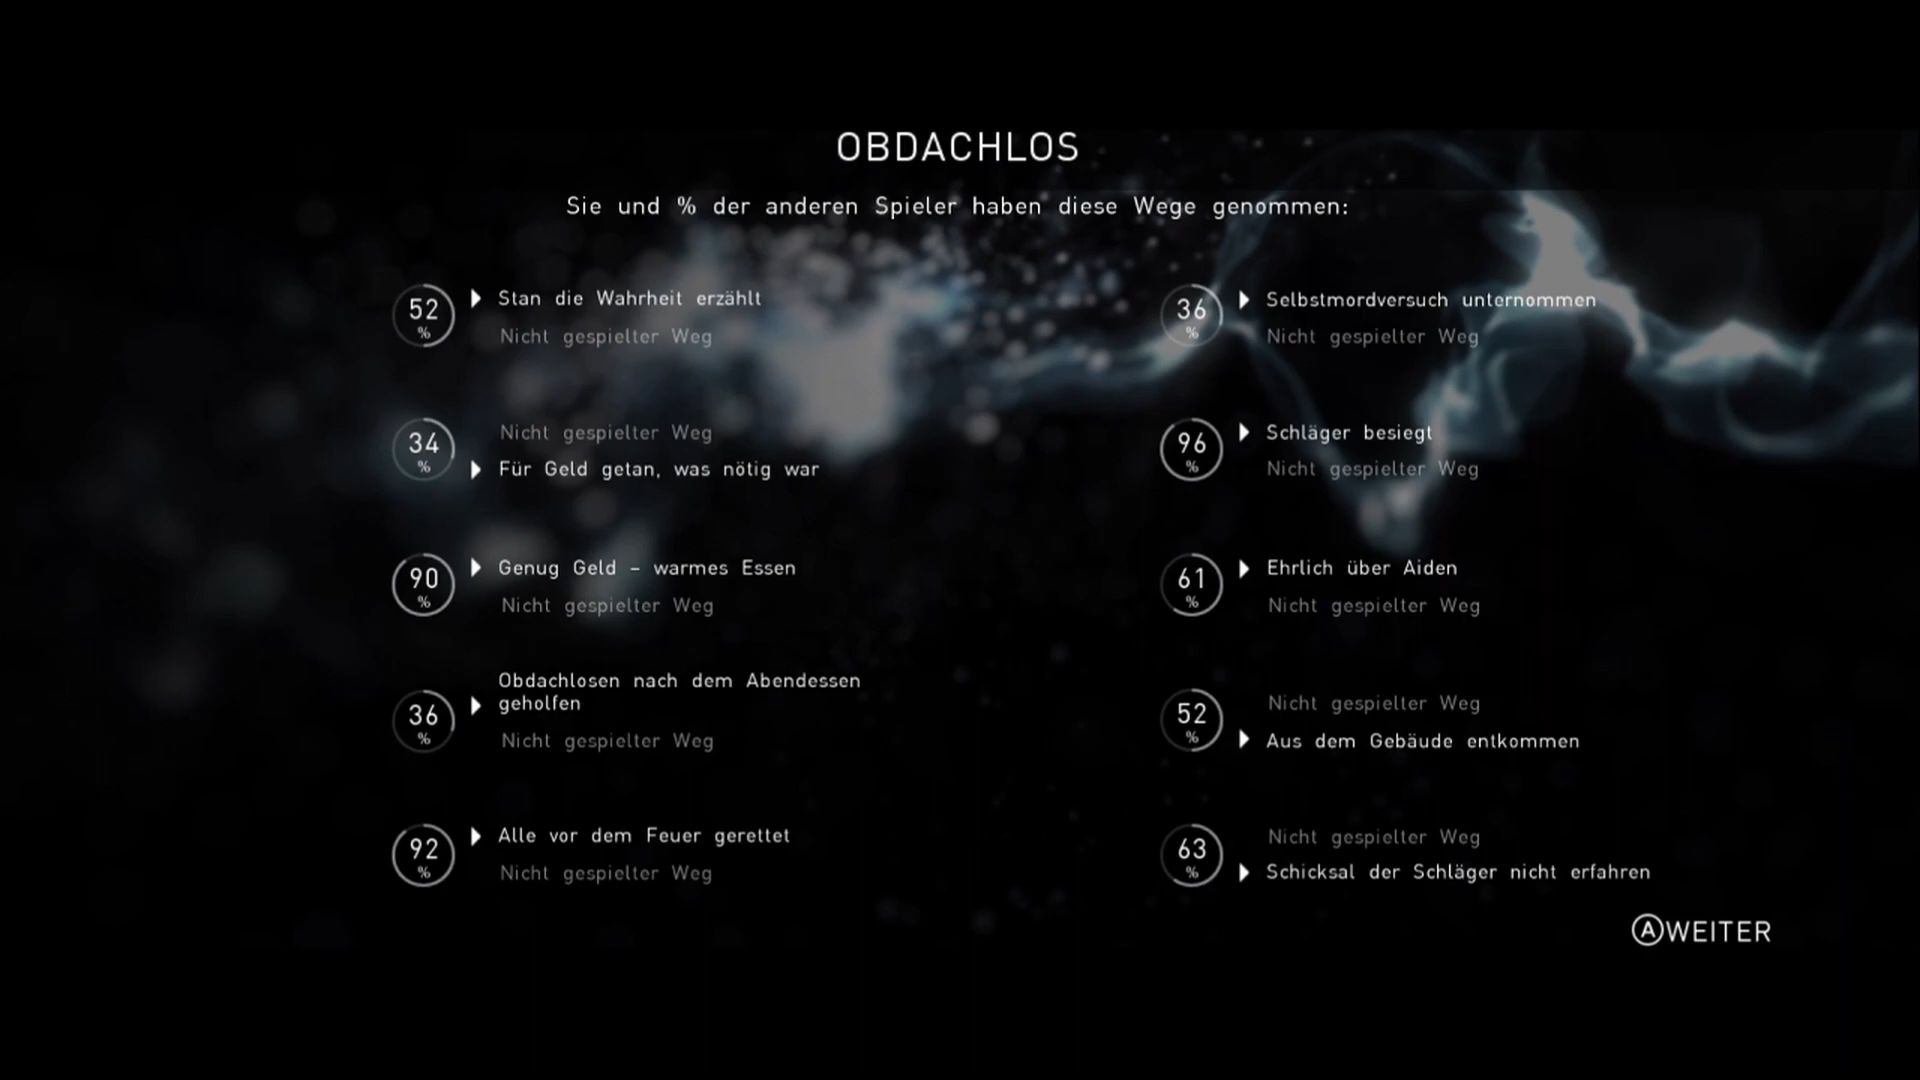 OBDACHLOS
Sie und % der anderen Spieler haben diese Wege genommen:
52 %
Stan die Wahrheit erzählt
Nicht gespielter Weg
34 %
Nicht gespielter Weg
Für Geld getan, was nötig war
90 %
Genug Geld – warmes Essen
Nicht gespielter Weg
36 %
Obdachlosen nach dem Abendessen
geholfen
Nicht gespielter Weg
92 %
Alle vor dem Feuer gerettet
Nicht gespielter Weg
36 %
Selbstmordversuch unternommen
Nicht gespielter Weg
96 %
Schläger besiegt
Nicht gespielter Weg
61 %
Ehrlich über Aiden
Nicht gespielter Weg
52 %
Nicht gespielter Weg
Aus dem Gebäude entkommen
63 %
Nicht gespielter Weg
Schicksal der Schläger nicht erfahren
A WEITER